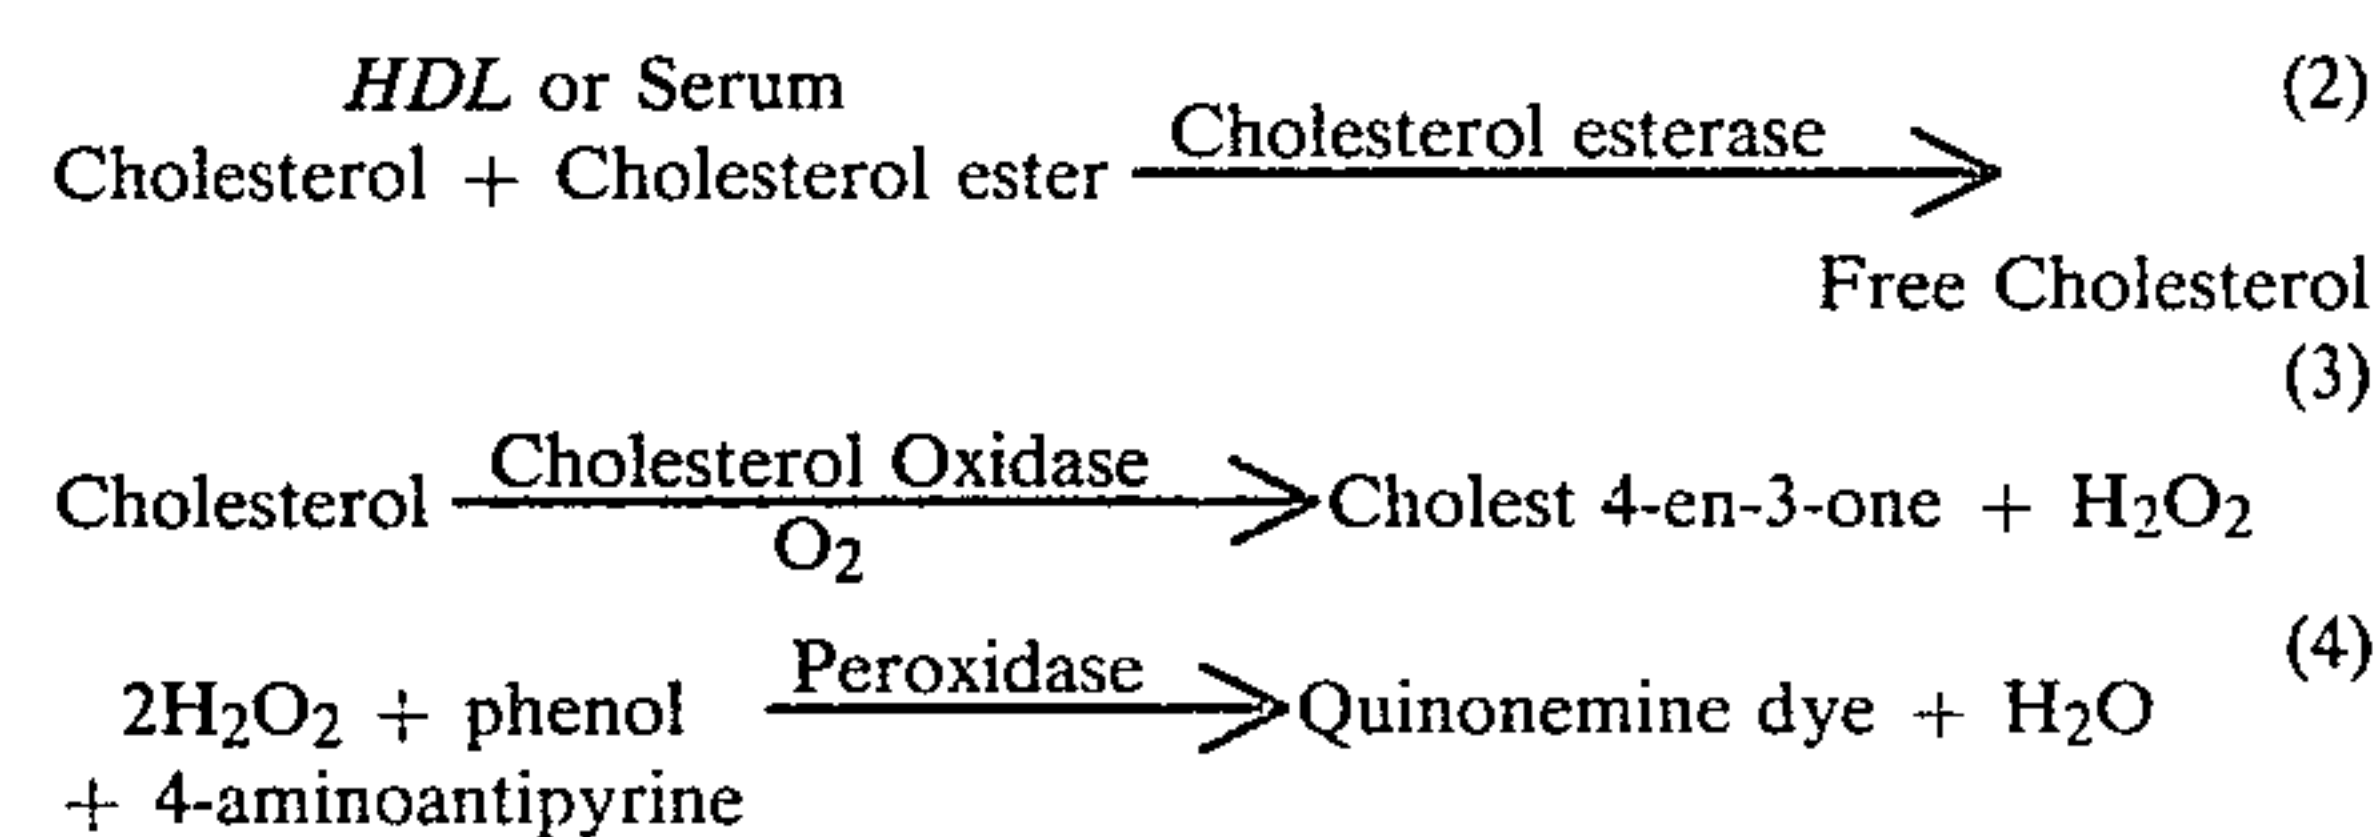 HDL or Serum (2)
Cholesterol + Cholesterol ester Cholesterol esterase
Free Cholesterol
(3)
Cholesterol Cholesterol Oxidase Cholest 4-en-3-one + H₂O₂
O₂
(4)
2H₂O₂ + phenol Peroxidase Quinonemine dye + H₂O
+ 4-aminoantipyrine